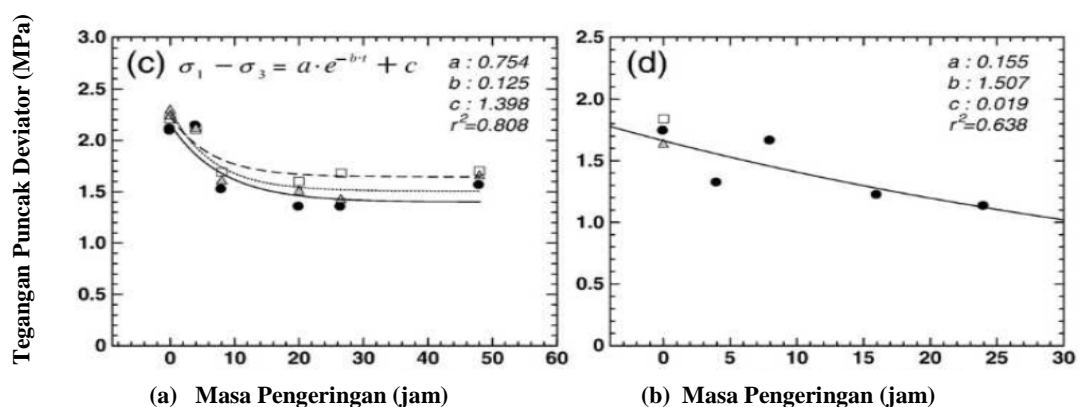 Tegangan Puncak Deviator (MPa)
3.0
2.5
2.0
1.5
1.0
0.5
0
(c) σ₁ − σ₃ = a·e^{−b·t} + c
a : 0.754
b : 0.125
c : 1.398
r²=0.808
0 10 20 30 40 50 60
(a) Masa Pengeringan (jam)
2.5
2.0
1.5
1.0
0.5
0
(d)
a : 0.155
b : 1.507
c : 0.019
r²=0.638
0 5 10 15 20 25 30
(b) Masa Pengeringan (jam)